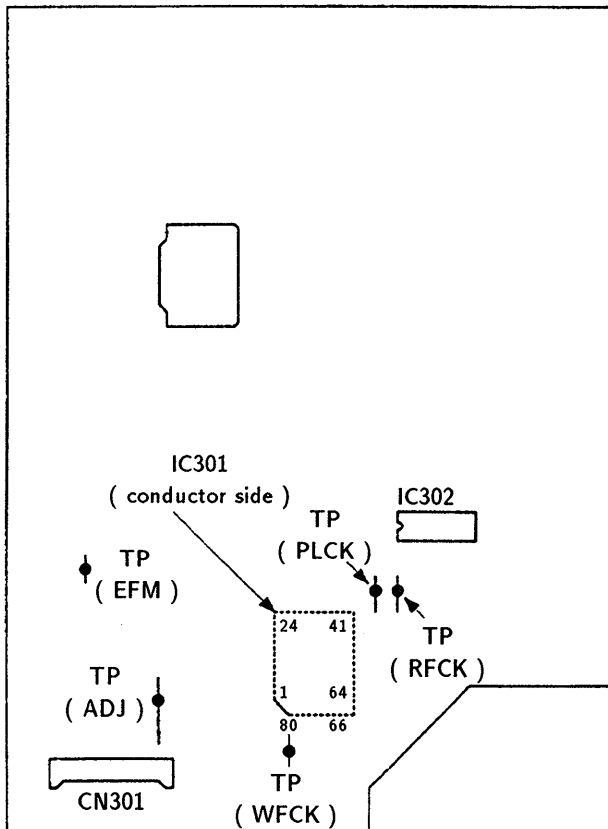 IC301
( conductor side )
IC302
TP
( PLCK )
TP
( EFM )
24 41
TP
( RFCK )
TP
( ADJ )
1 64
80 66
CN301
TP
( WFCK )